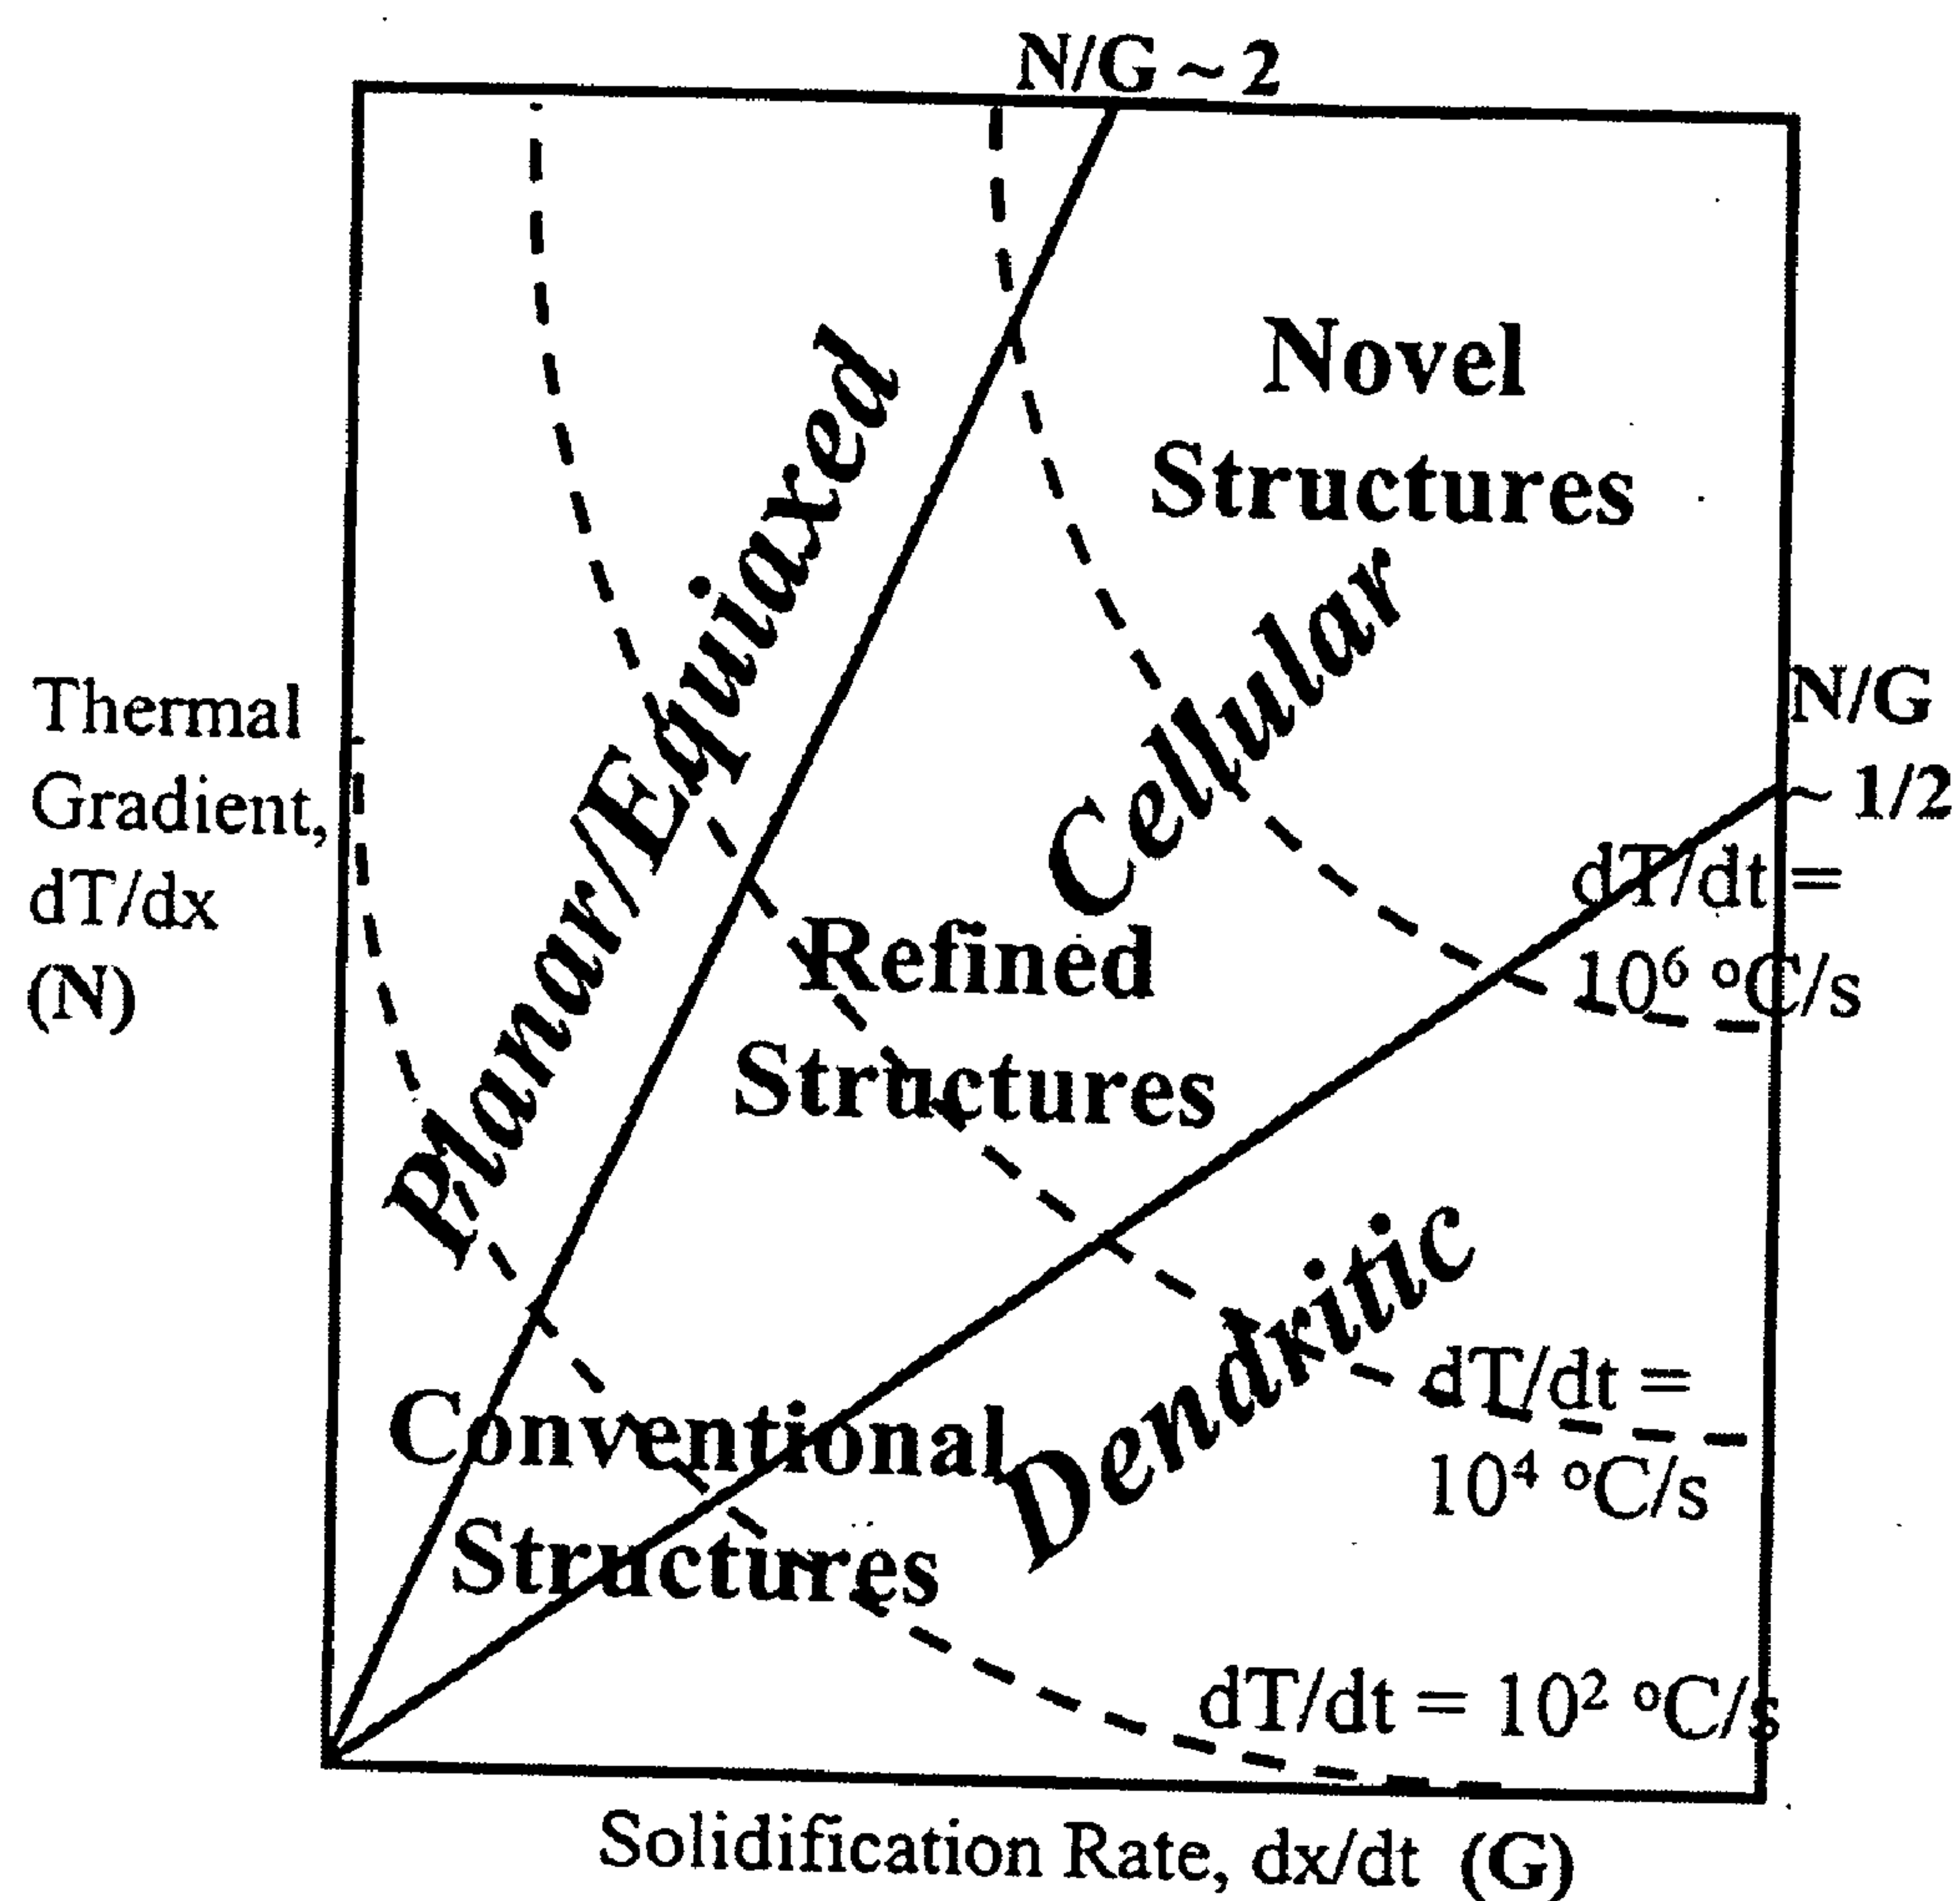 N/G ~ 2
Novel
Structures
Planar/Equiaxed
Cellular
Thermal
Gradient,
dT/dx
(N)
N/G
~ 1/2
dT/dt =
10⁶ °C/s
Refined
Structures
Dendritic
dT/dt =
10⁴ °C/s
Conventional
Structures
dT/dt = 10² °C/s
Solidification Rate, dx/dt (G)